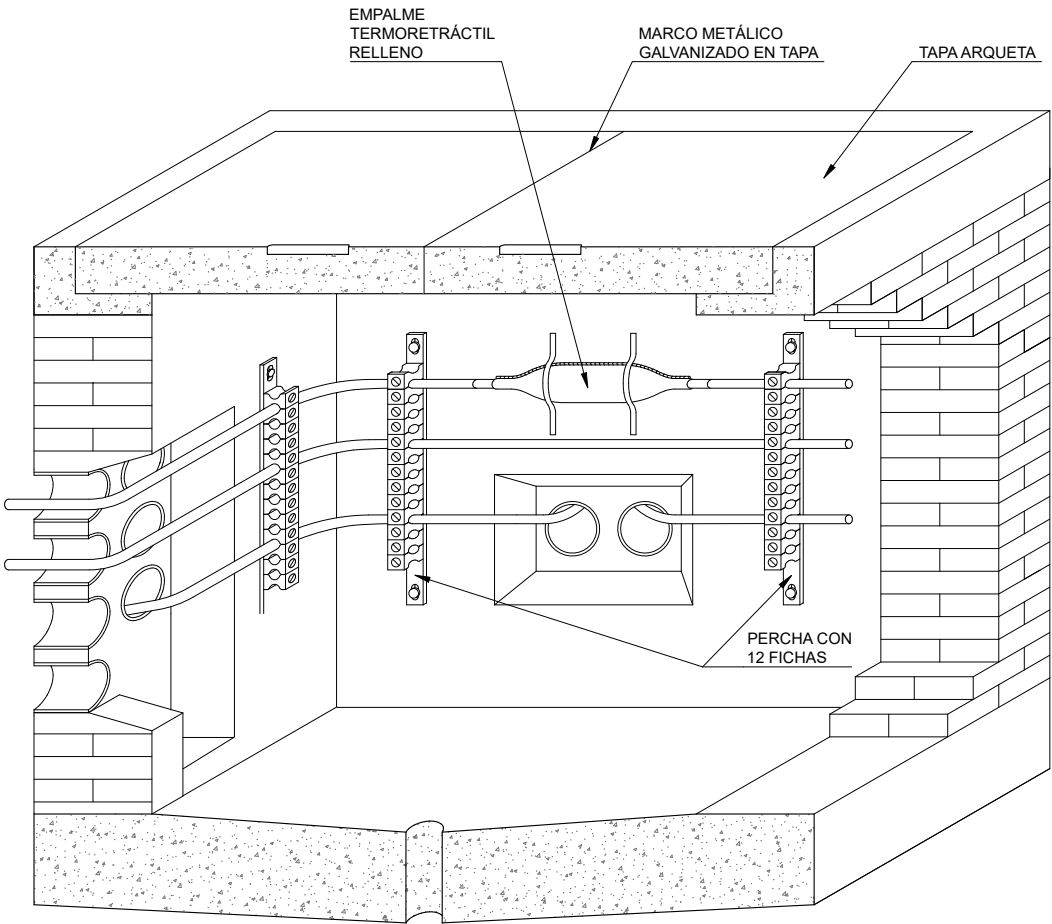 EMPALME
TERMORETRÁCTIL
RELLENO
MARCO METÁLICO
GALVANIZADO EN TAPA
TAPA ARQUETA
PERCHA CON
12 FICHAS